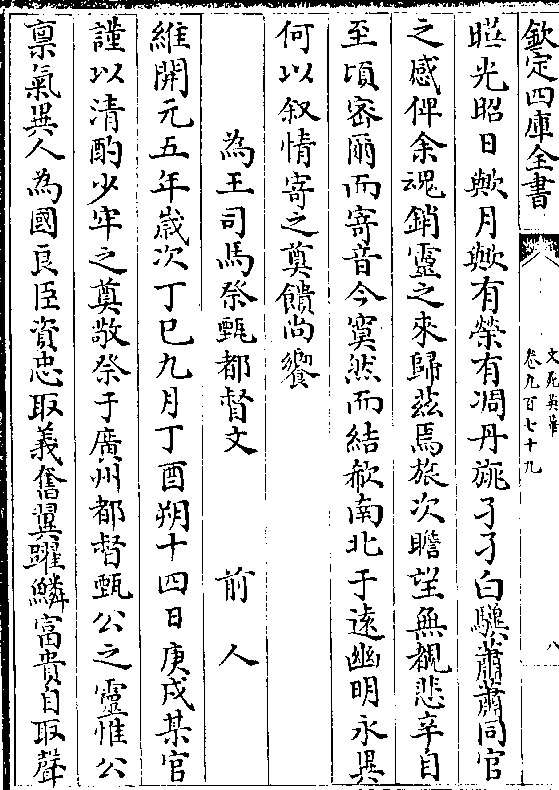 欽定四庫全書
文苑英華
卷九百七十九
八
晤光昭日歟月歟有榮有凋丹旐孑孑白驥蕭蕭同官
之感俾余魂銷靈之來歸茲焉旅次瞻望無覩悲辛自
至頃密爾而寄音今寞然而結欷南北于遠幽明永異
何以叙情寄之奠饋尚饗
為王司馬祭甄都督文 前人
維開元五年歲次丁巳九月丁酉朔十四日庚戌某官
謹以清酌少牢之奠敬祭于廣州都督甄公之靈惟公
禀氣異人為國良臣資忠取義奮翼躍鱗富貴自取聲